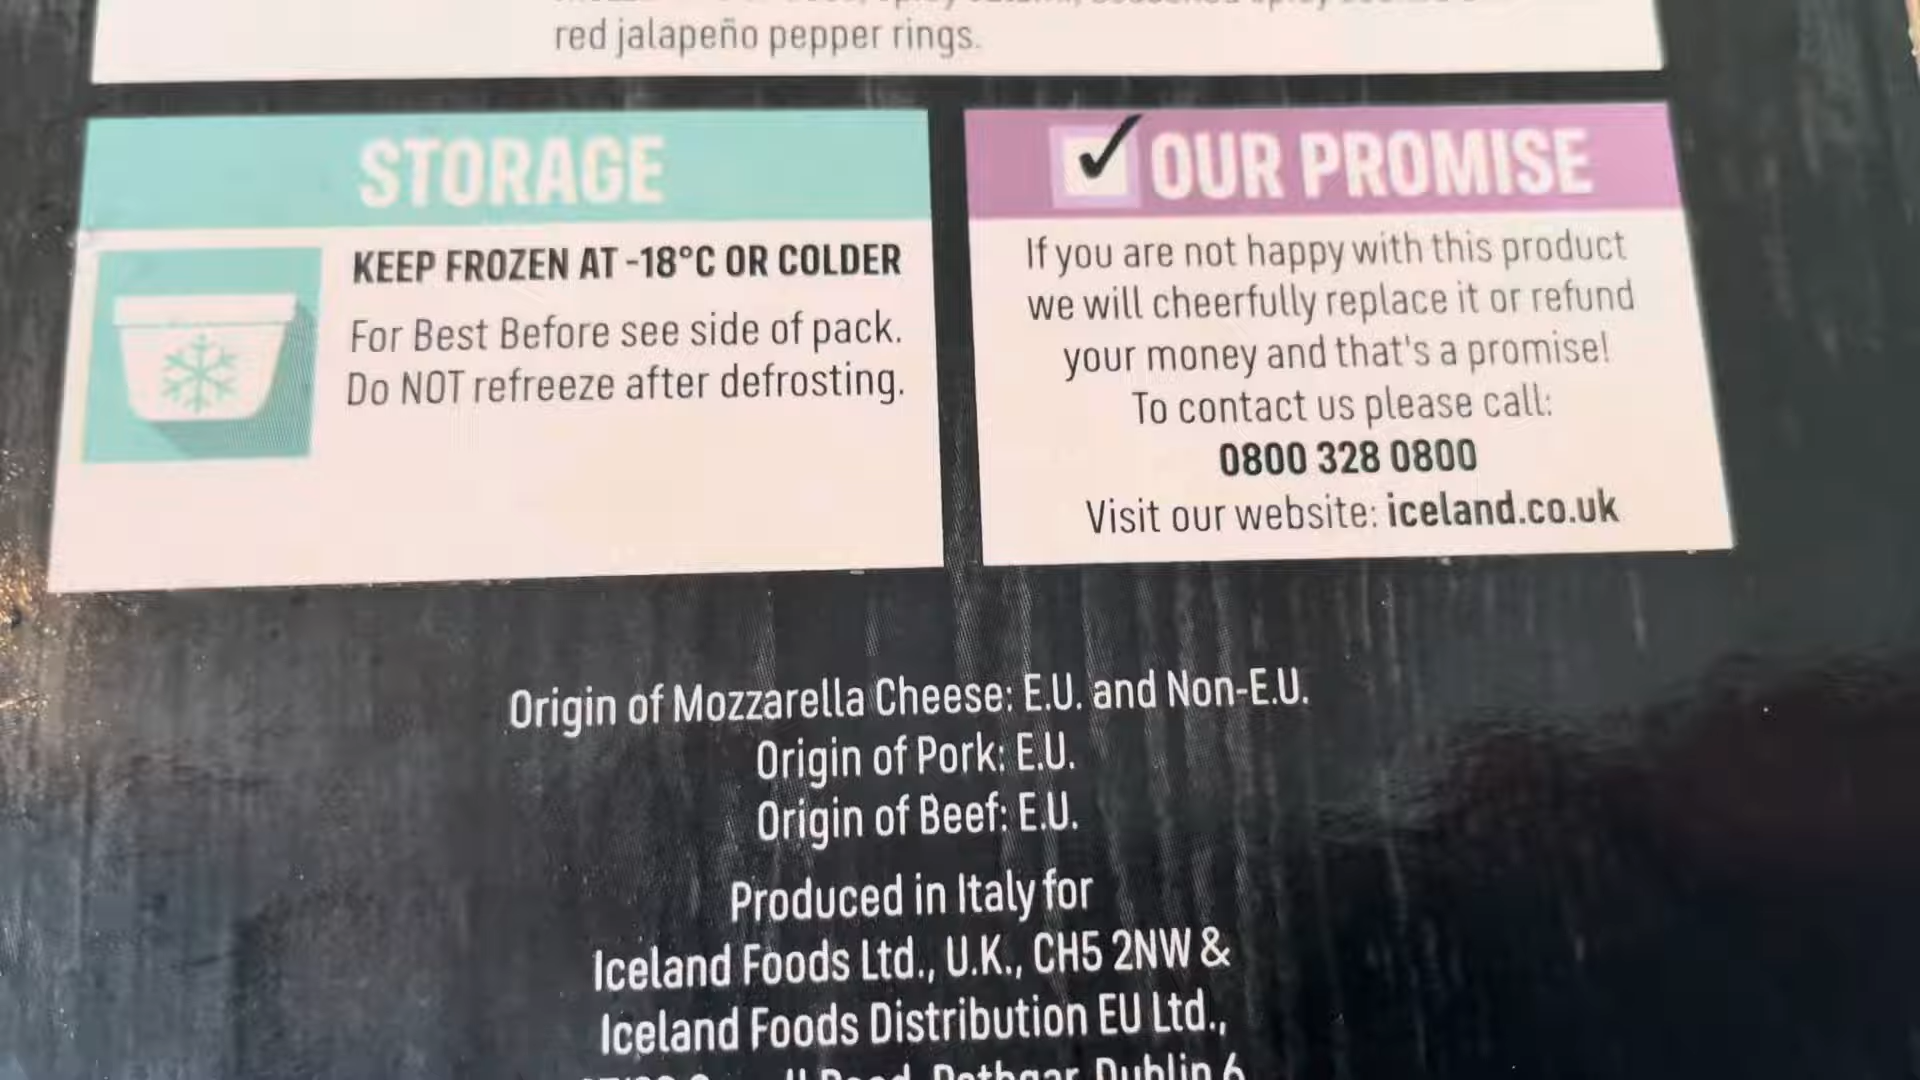 red jalapeño pepper rings.
STORAGE
KEEP FROZEN AT -18°C OR COLDER
For Best Before see side of pack.
Do NOT refreeze after defrosting.
OUR PROMISE
If you are not happy with this product
we will cheerfully replace it or refund
your money and that's a promise!
To contact us please call:
0800 328 0800
Visit our website: iceland.co.uk
Origin of Mozzarella Cheese: E.U. and Non-E.U.
Origin of Pork: E.U.
Origin of Beef: E.U.
Produced in Italy for
Iceland Foods Ltd., U.K., CH5 2NW &
Iceland Foods Distribution EU Ltd.,
Road, Rathgar, Dublin 6